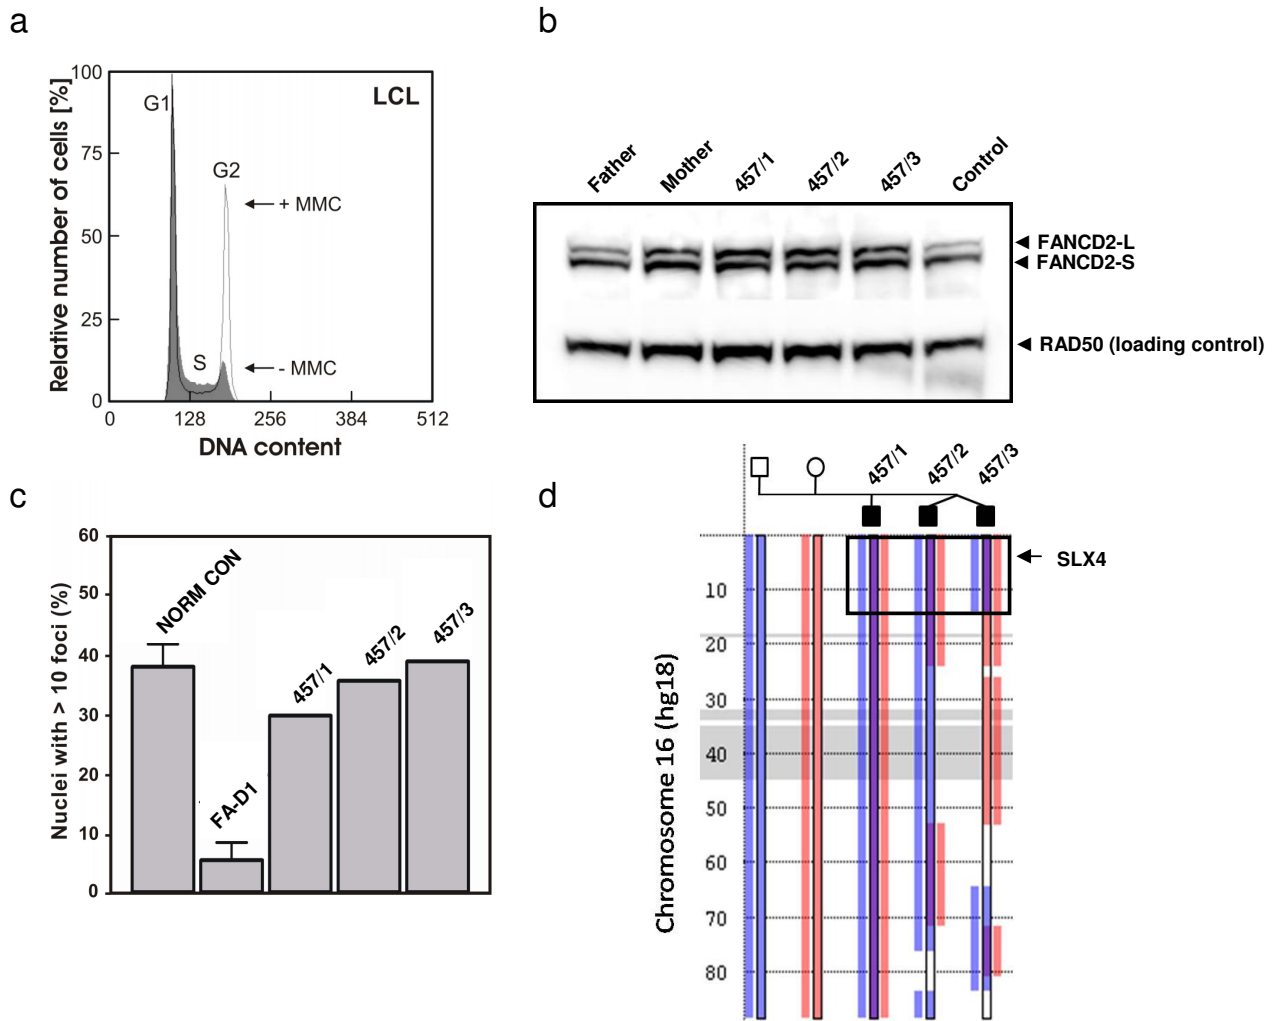 a
Relative number of cells [%]
100
75
50
25
0
G1
S
G2
LCL
+ MMC
- MMC
0 128 256 384 512
DNA content
b
Father Mother 457/1 457/2 457/3 Control
FANCD2-L
FANCD2-S
RAD50 (loading control)
c
Nuclei with > 10 foci (%)
60
50
40
30
20
10
0
NORM CON
FA-D1
457/1
457/2
457/3
d
457/1 457/2 457/3
SLX4
Chromosome 16 (hg18)
10
20
30
40
50
60
70
80